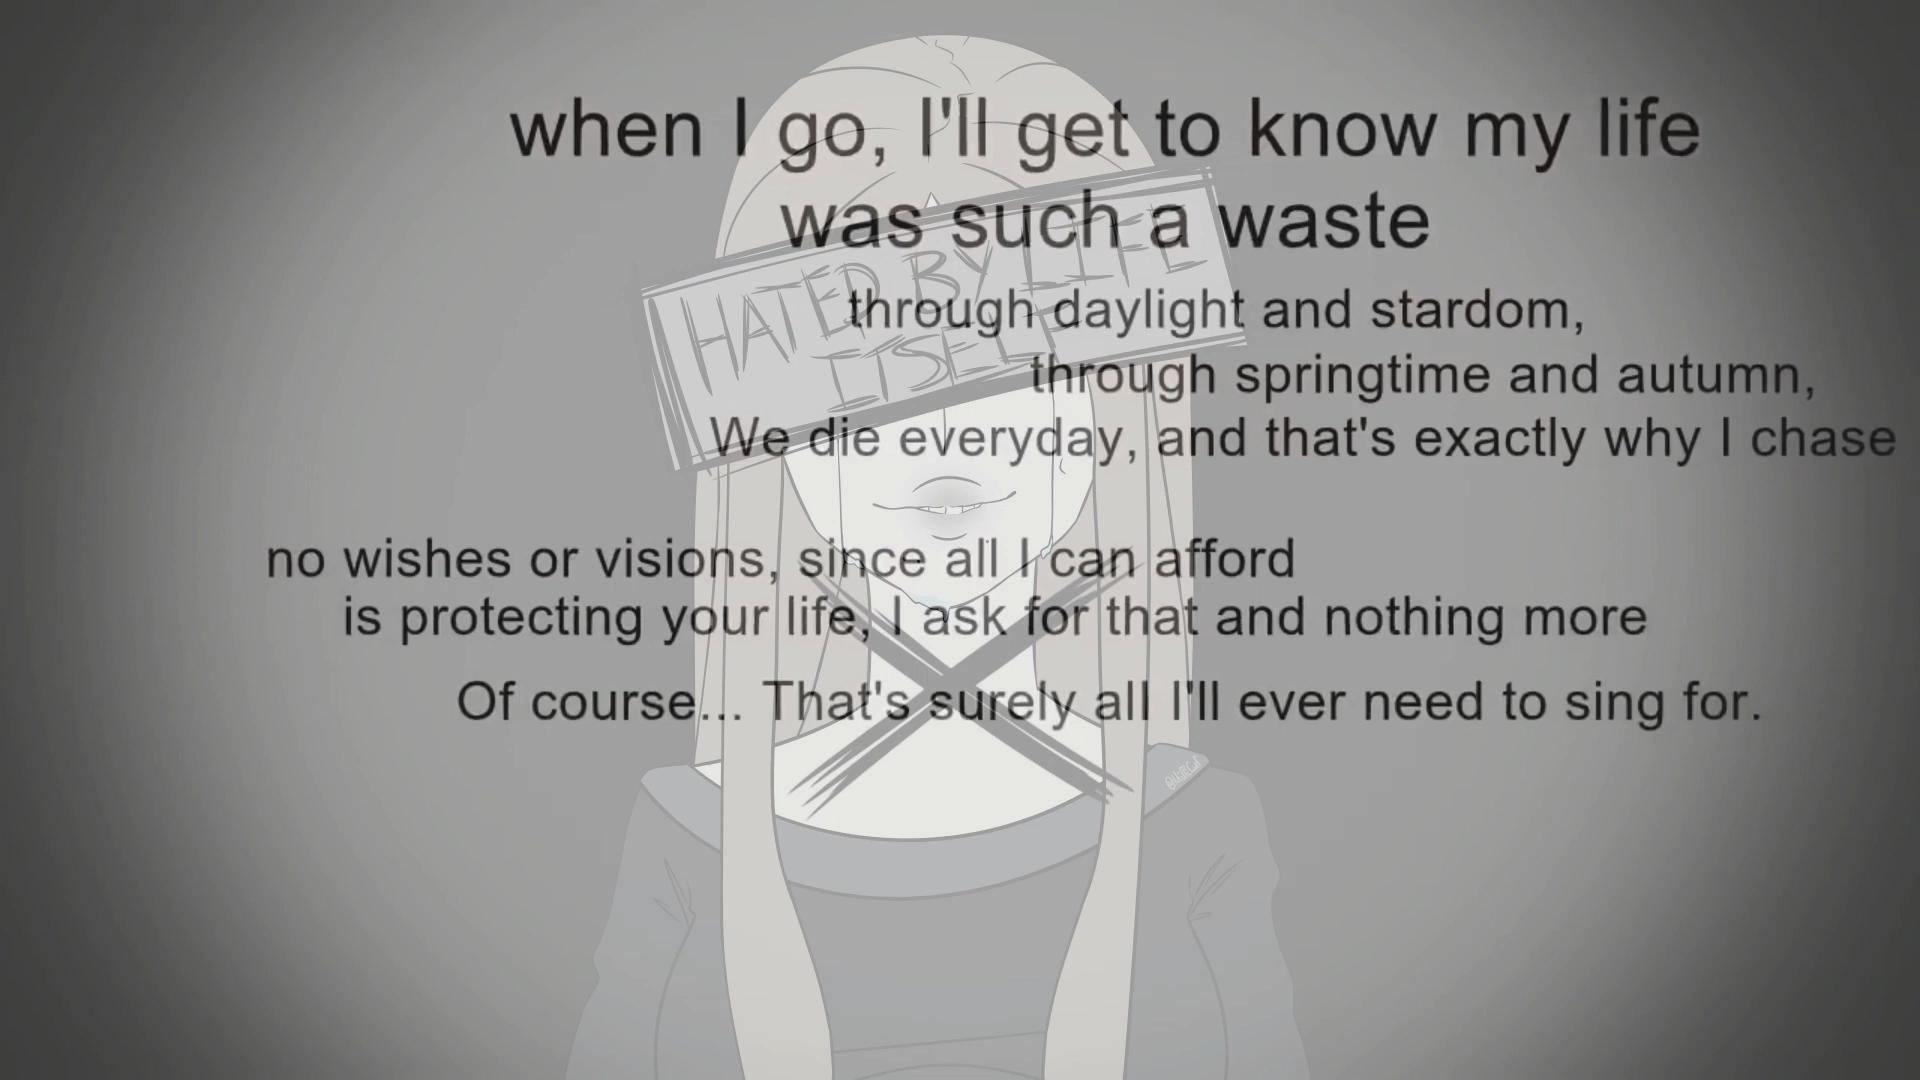 when I go, I'll get to know my life
was such a waste
HATED BY LIFE
ITSELF
through daylight and stardom,
through springtime and autumn,
We die everyday, and that's exactly why I chase
no wishes or visions, since all I can afford
is protecting your life, I ask for that and nothing more
Of course... That's surely all I'll ever need to sing for.